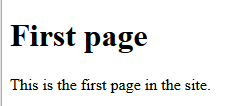 First page
This is the first page in the site.